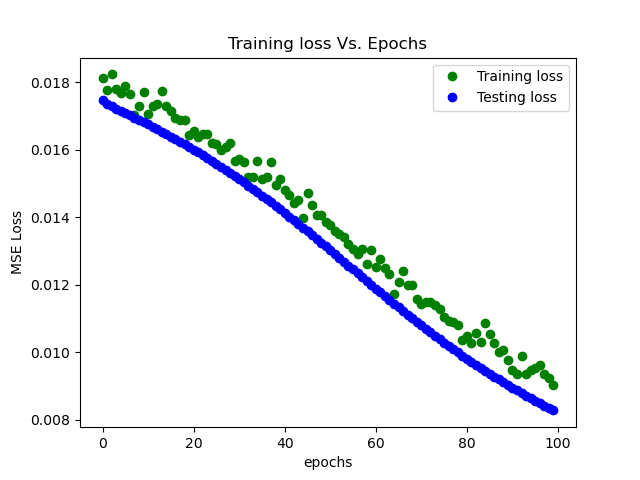 Training loss Vs. Epochs
Training loss
Testing loss
0.018
0.016
0.014
0.012
0.010
0.008
MSE Loss
0 20 40 60 80 100
epochs